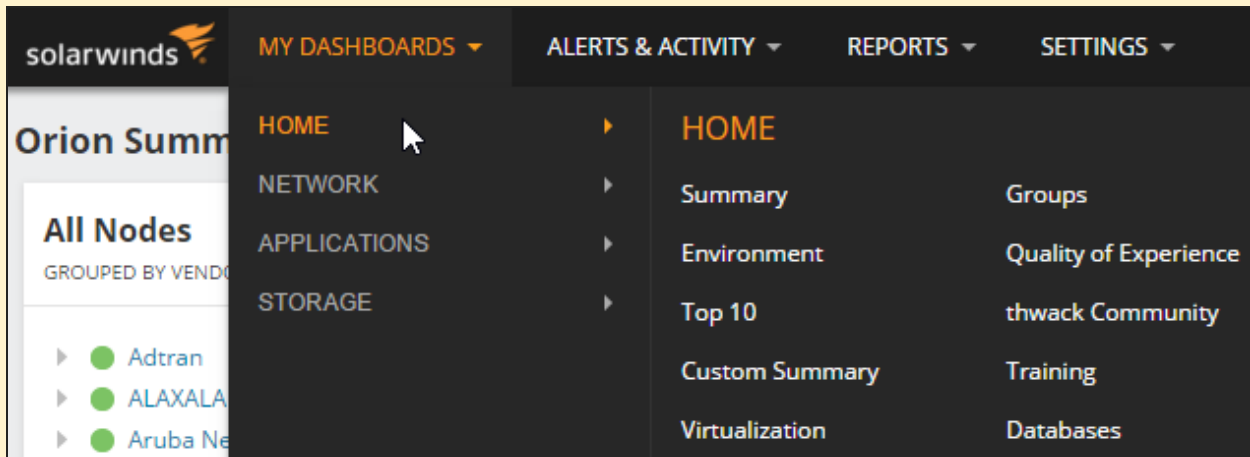 solarwinds
MY DASHBOARDS
ALERTS & ACTIVITY
REPORTS
SETTINGS
Orion Summ
All Nodes
GROUPED BY VENDO
Adtran
ALAXALA
Aruba Ne
HOME
NETWORK
APPLICATIONS
STORAGE
HOME
Summary
Environment
Top 10
Custom Summary
Virtualization
Groups
Quality of Experience
thwack Community
Training
Databases